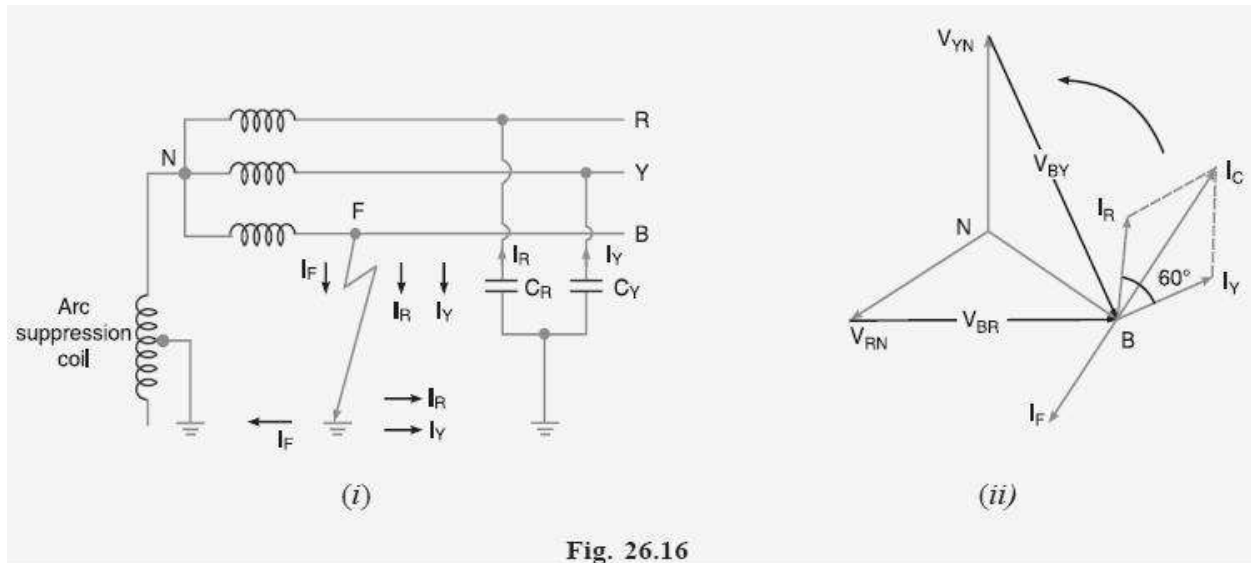 R
N
Y
F
B
I_F
I_R
I_Y
I_R
C_R
I_Y
C_Y
Arc
suppression
coil
I_R
I_F
I_Y
(i)
V_YN
V_BY
I_C
I_R
N
60°
I_Y
V_BR
V_RN
B
I_F
(ii)
Fig. 26.16